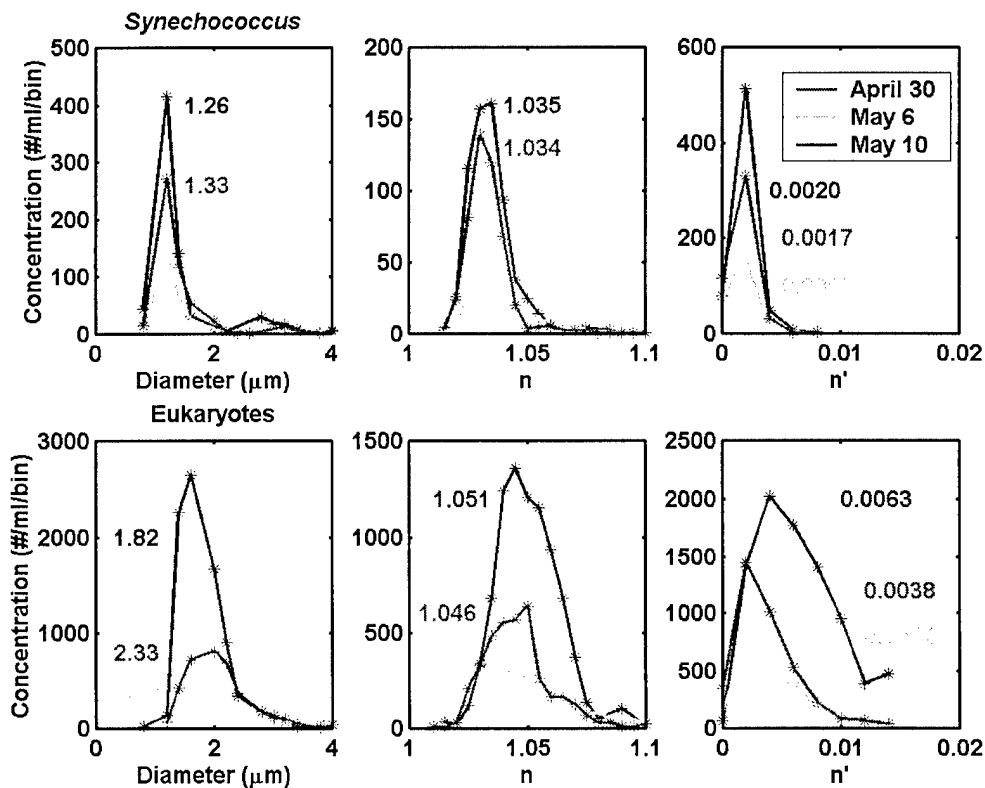 Synechococcus
500
400
300
200
100
0
0 2 4
Concentration (#/ml/bin)
Diameter (μm)
1.26
1.33
200
150
100
50
0
1 1.05 1.1
n
1.035
1.034
600
400
200
0
0 0.01 0.02
n'
April 30
May 6
May 10
0.0020
0.0017
Eukaryotes
3000
2000
1000
0
0 2 4
Concentration (#/ml/bin)
Diameter (μm)
1.82
2.33
1500
1000
500
0
1 1.05 1.1
n
1.051
1.046
2500
2000
1500
1000
500
0
0 0.01 0.02
n'
0.0063
0.0038